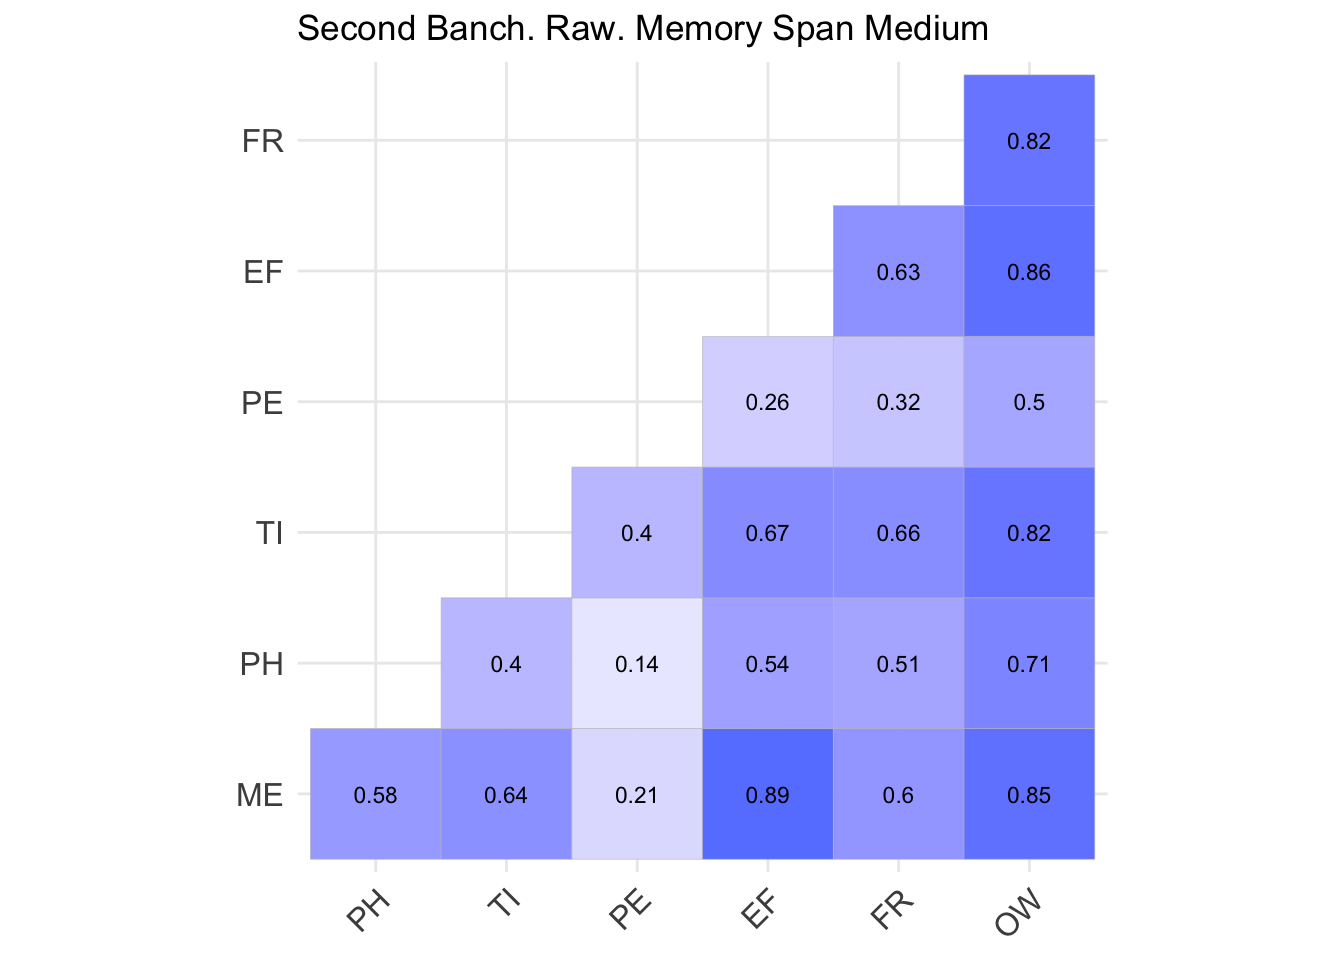 Second Banch. Raw. Memory Span Medium
FR 0.82
EF 0.63 0.86
PE 0.26 0.32 0.5
TI 0.4 0.67 0.66 0.82
PH 0.4 0.14 0.54 0.51 0.71
ME 0.58 0.64 0.21 0.89 0.6 0.85
PH TI PE EF FR OW